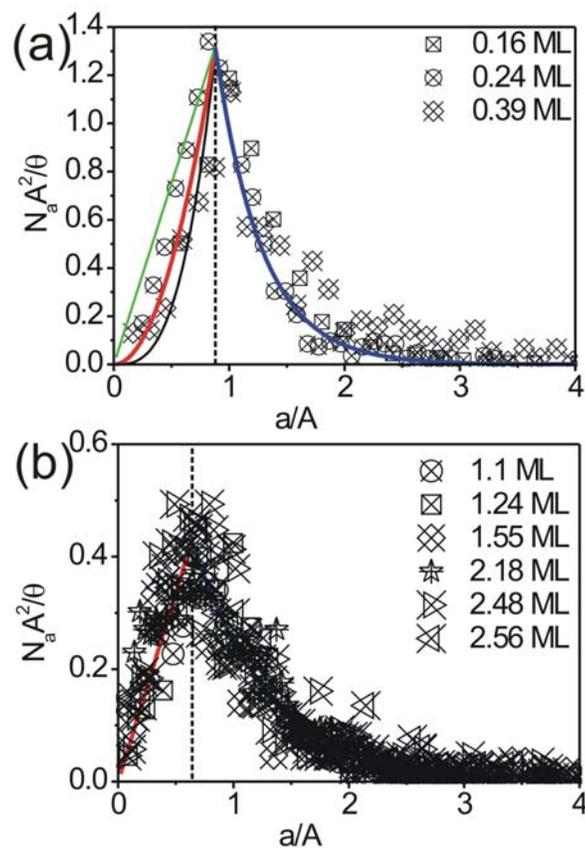 (a)
1.4
1.2
1.0
0.8
0.6
0.4
0.2
0.0
NₐA²/θ
0.16 ML
0.24 ML
0.39 ML
0 1 2 3 4
a/A
(b)
0.6
0.4
0.2
0.0
NₐA²/θ
1.1 ML
1.24 ML
1.55 ML
2.18 ML
2.48 ML
2.56 ML
0 1 2 3 4
a/A